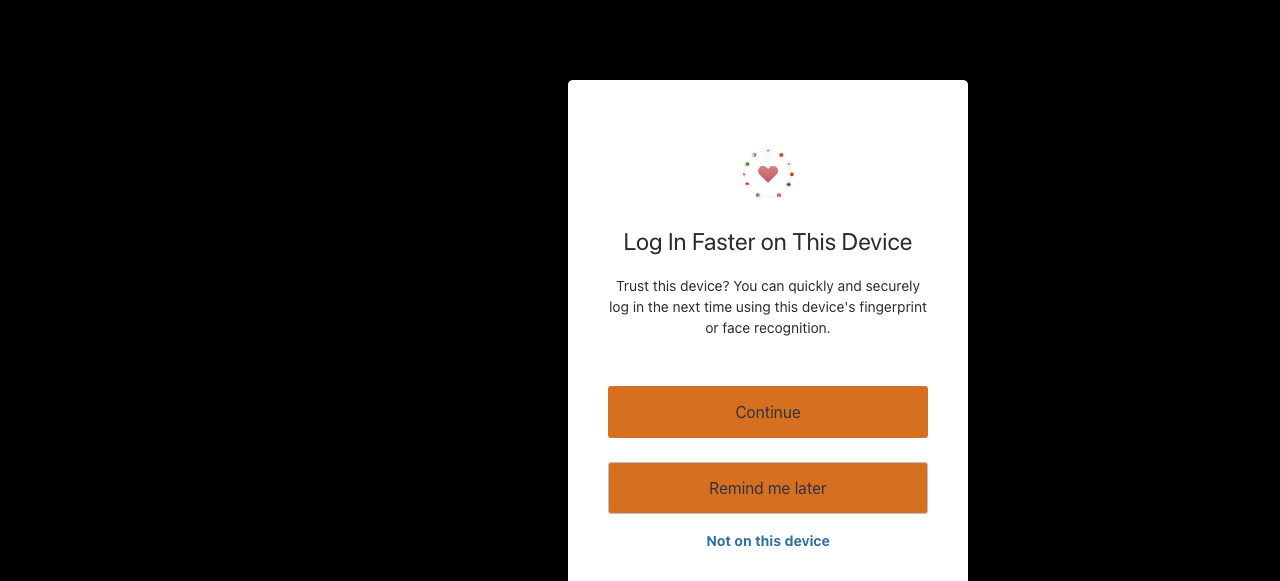 Log In Faster on This Device
Trust this device? You can quickly and securely
log in the next time using this device's fingerprint
or face recognition.
Continue
Remind me later
Not on this device